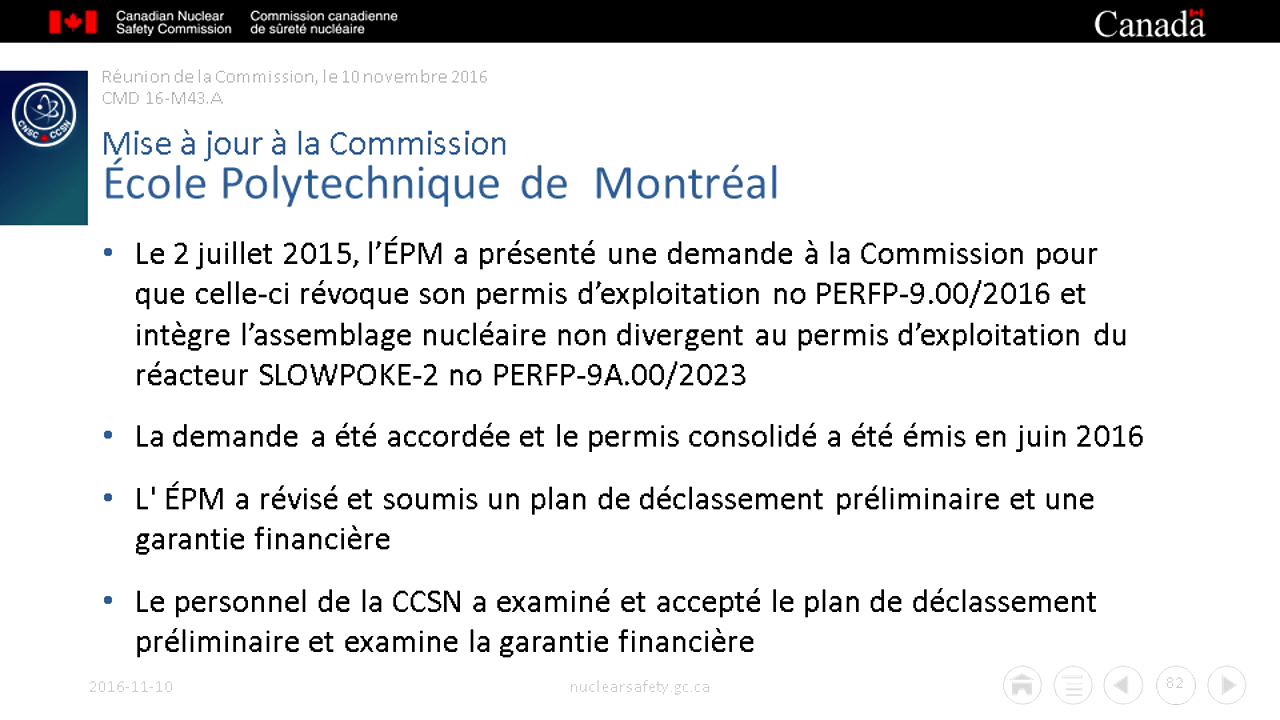 Canadian Nuclear Safety Commission
Commission canadienne de sûreté nucléaire
Canada
Réunion de la Commission, le 10 novembre 2016
CMD 16-M43.A
CNSC CCSN
Mise à jour à la Commission
École Polytechnique de Montréal
• Le 2 juillet 2015, l’ÉPM a présenté une demande à la Commission pour
que celle-ci révoque son permis d’exploitation no PERFP-9.00/2016 et
intègre l’assemblage nucléaire non divergent au permis d’exploitation du
réacteur SLOWPOKE-2 no PERFP-9A.00/2023
• La demande a été accordée et le permis consolidé a été émis en juin 2016
• L' ÉPM a révisé et soumis un plan de déclassement préliminaire et une
garantie financière
• Le personnel de la CCSN a examiné et accepté le plan de déclassement
préliminaire et examine la garantie financière
2016-11-10
nuclearsafety.gc.ca
82